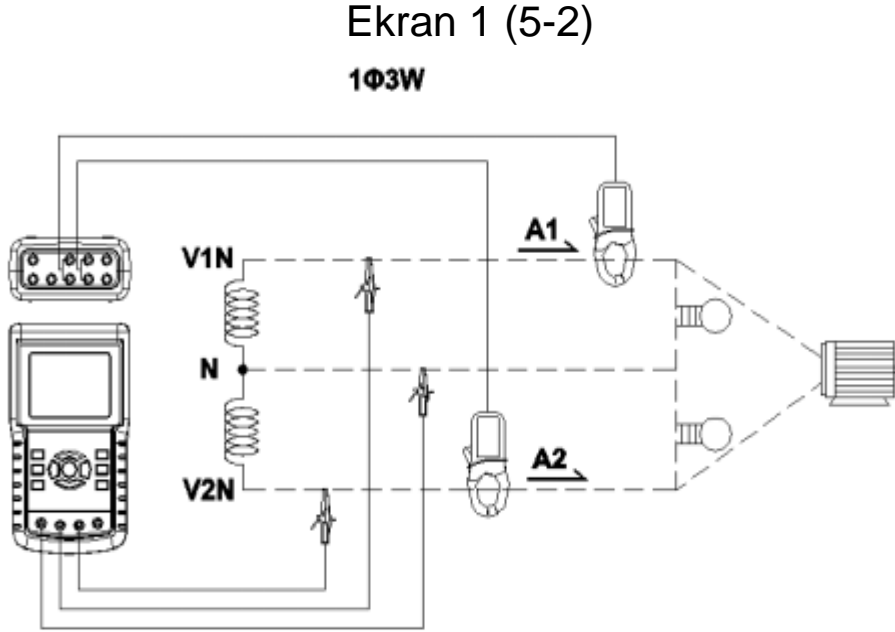 Ekran 1 (5-2)
1Φ3W
A1
V1N
N
A2
V2N